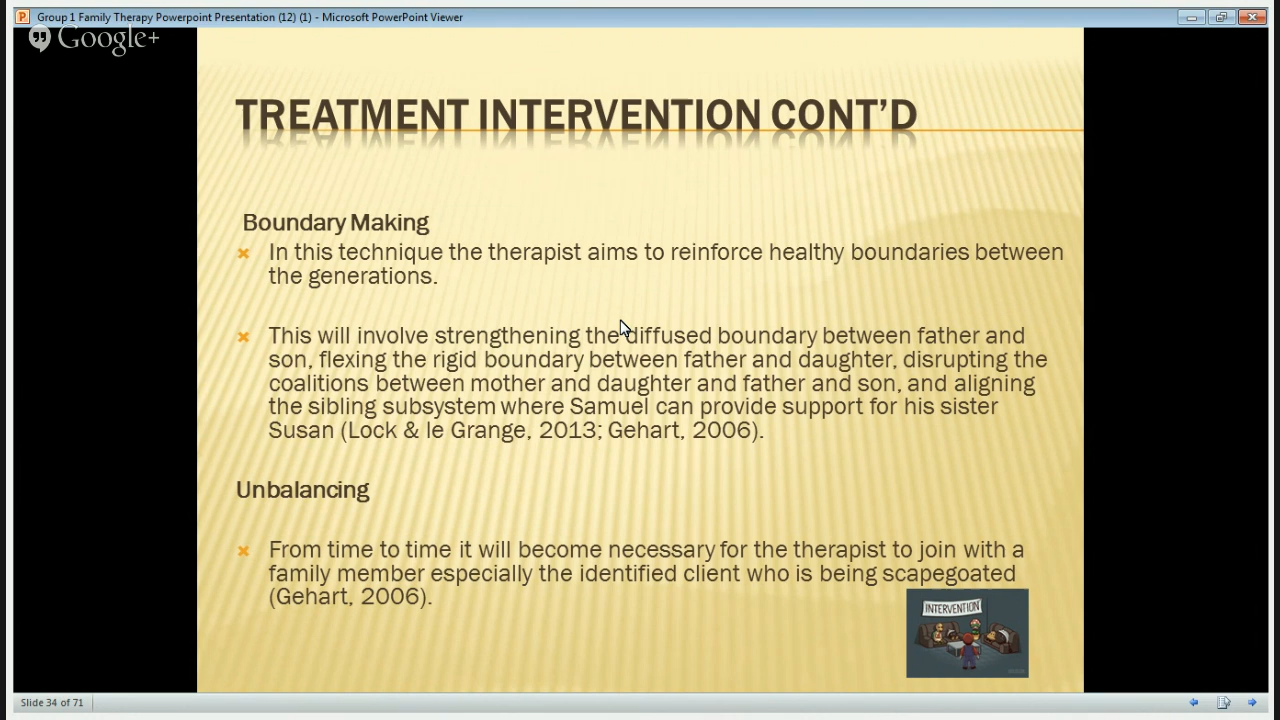 Group 1 Family Therapy Powerpoint Presentation (12) (1) - Microsoft PowerPoint Viewer
Google+
TREATMENT INTERVENTION CONT'D
Boundary Making
In this technique the therapist aims to reinforce healthy boundaries between
the generations.
This will involve strengthening the diffused boundary between father and
son, flexing the rigid boundary between father and daughter, disrupting the
coalitions between mother and daughter and father and son, and aligning
the sibling subsystem where Samuel can provide support for his sister
Susan (Lock & le Grange, 2013; Gehart, 2006).
Unbalancing
From time to time it will become necessary for the therapist to join with a
family member especially the identified client who is being scapegoated
(Gehart, 2006).
INTERVENTION
Slide 34 of 71